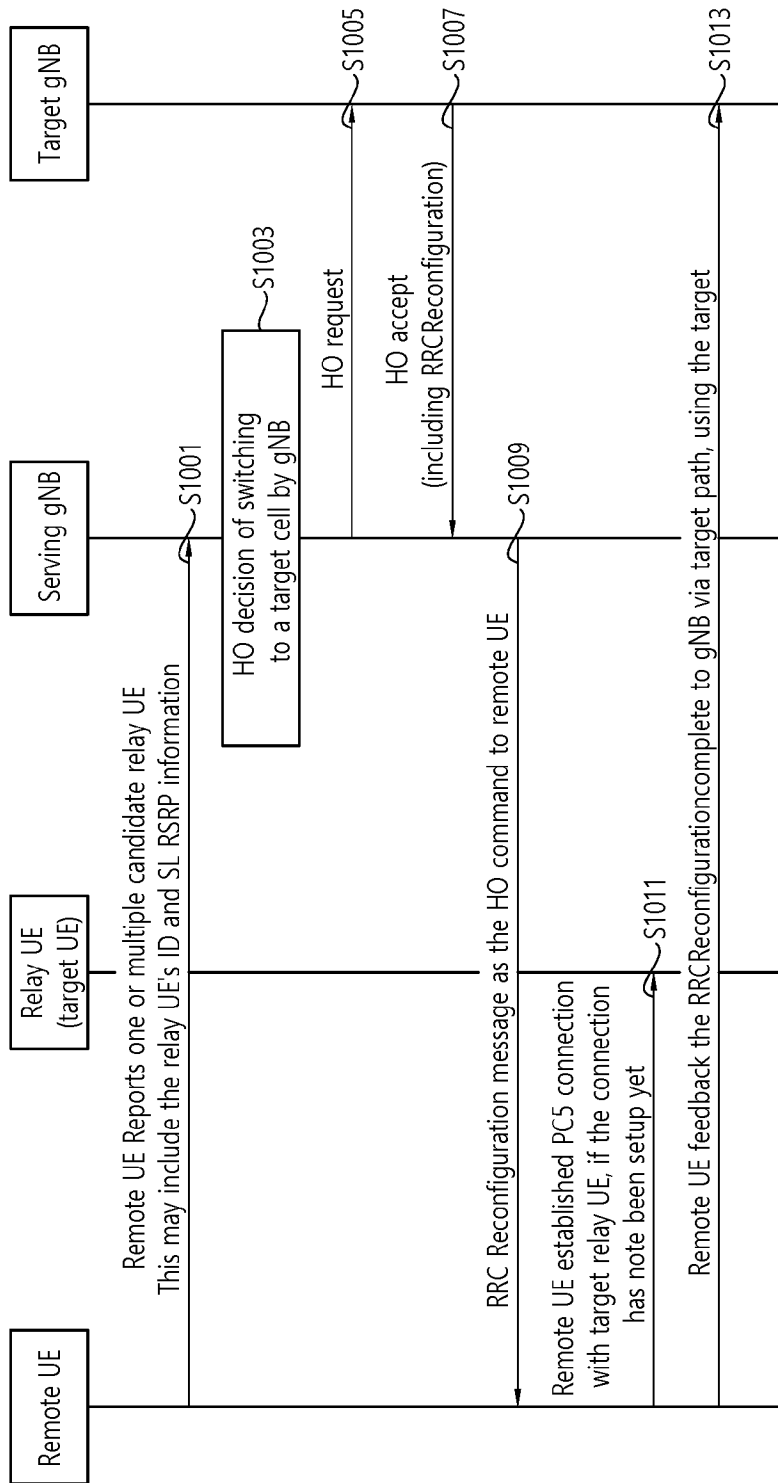 Remote UE
Relay UE
(target UE)
Serving gNB
Target gNB
Remote UE Reports one or multiple candidate relay UE
This may include the relay UE's ID and SL RSRP information
S1001
HO decision of switching
to a target cell by gNB
S1003
HO request
S1005
HO accept
(including RRCReconfiguration)
S1007
RRC Reconfiguration message as the HO command to remote UE
S1009
Remote UE established PC5 connection
with target relay UE, if the connection
has note been setup yet
S1011
Remote UE feedback the RRCReconfigurationcomplete to gNB via target path, using the target
S1013